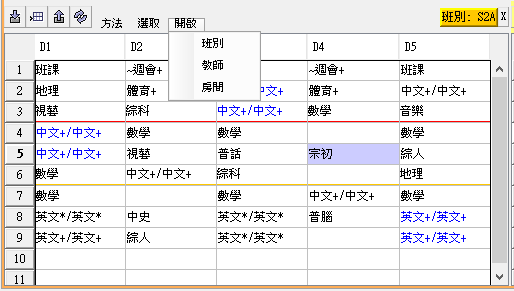 方法 選取 開啟 班別: S2A X
班別
教師
房間
D1 D2 D4 D5
1 班課 ~週會+ ~週會+ 班課
2 地理 體育+ 中文+ 體育+ 中文+/中文+
3 視藝 綜科 中文+/中文+ 數學 音樂
4 中文+/中文+ 數學 數學 數學
5 中文+/中文+ 視藝 普話 宗初 綜人
6 數學 中文+/中文+ 綜科 地理
7 數學 數學 中文+/中文+ 數學
8 英文*/英文* 中史 英文*/英文* 普腦 英文+/英文+
9 英文+/英文+ 綜人 英文*/英文* 英文+/英文+
10
11